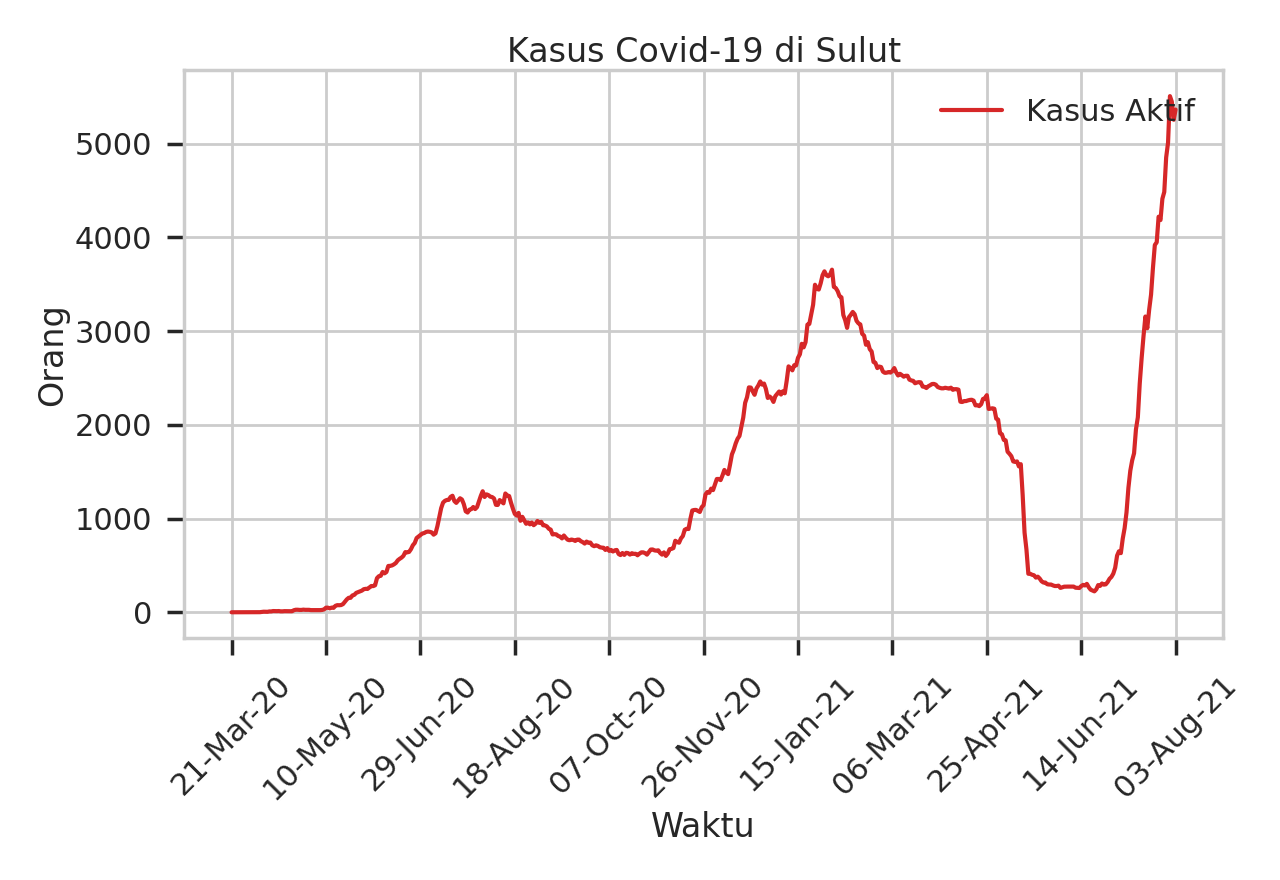 Kasus Covid-19 di Sulut
Kasus Aktif
Orang
5000
4000
3000
2000
1000
0
21-Mar-20
10-May-20
29-Jun-20
18-Aug-20
07-Oct-20
26-Nov-20
15-Jan-21
06-Mar-21
25-Apr-21
14-Jun-21
03-Aug-21
Waktu